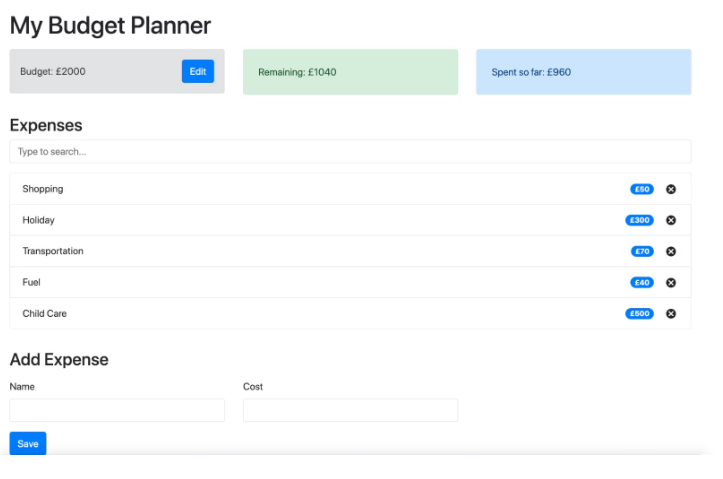 My Budget Planner
Budget: £2000 Edit Remaining: £1040 Spent so far: £960
Expenses
Type to search...
Shopping £50
Holiday £300
Transportation £70
Fuel £40
Child Care £500
Add Expense
Name Cost
Save